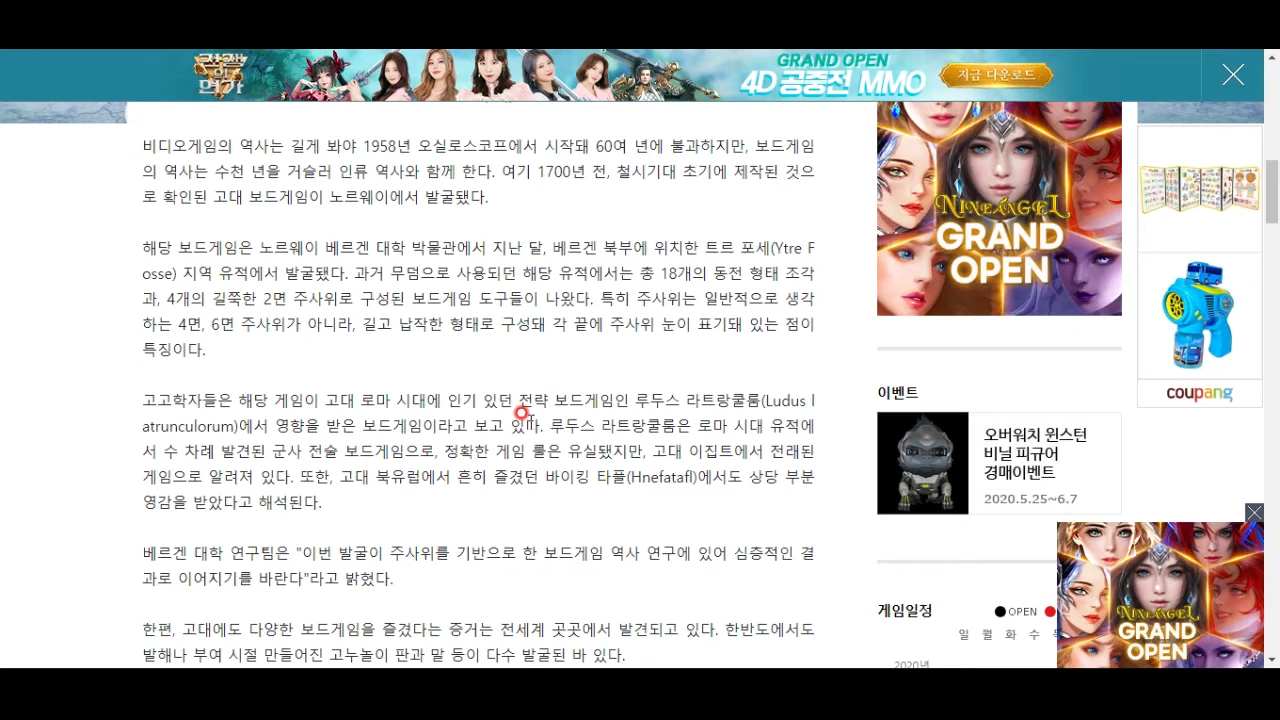 GRAND OPEN
4D 공중전 MMO
지금 다운로드
비디오게임의 역사는 길게 봐야 1958년 오실로스코프에서 시작돼 60여 년에 불과하지만, 보드게임
의 역사는 수천 년을 거슬러 인류 역사와 함께 한다. 여기 1700년 전, 철시기대 초기에 제작된 것으
로 확인된 고대 보드게임이 노르웨이에서 발굴됐다.
해당 보드게임은 노르웨이 베르겐 대학 박물관에서 지난 달, 베르겐 북부에 위치한 트르 포세(Ytre F
osse) 지역 유적에서 발굴됐다. 과거 무덤으로 사용되던 해당 유적에서는 총 18개의 동전 형태 조각
과, 4개의 길쭉한 2면 주사위로 구성된 보드게임 도구들이 나왔다. 특히 주사위는 일반적으로 생각
하는 4면, 6면 주사위가 아니라, 길고 납작한 형태로 구성돼 각 끝에 주사위 눈이 표기돼 있는 점이
특징이다.
고고학자들은 해당 게임이 고대 로마 시대에 인기 있던 전략 보드게임인 루두스 라트랑쿨룸(Ludus l
atrunculorum)에서 영향을 받은 보드게임이라고 보고 있다. 루두스 라트랑쿨룸은 로마 시대 유적에
서 수 차례 발견된 군사 전술 보드게임으로, 정확한 게임 룰은 유실됐지만, 고대 이집트에서 전래된
게임으로 알려져 있다. 또한, 고대 북유럽에서 흔히 즐겼던 바이킹 타플(Hnefatafl)에서도 상당 부분
영감을 받았다고 해석된다.
베르겐 대학 연구팀은 "이번 발굴이 주사위를 기반으로 한 보드게임 역사 연구에 있어 심층적인 결
과로 이어지기를 바란다"라고 밝혔다.
한편, 고대에도 다양한 보드게임을 즐겼다는 증거는 전세계 곳곳에서 발견되고 있다. 한반도에서도
발해나 부여 시절 만들어진 고누놀이 판과 말 등이 다수 발굴된 바 있다.
NINEANGEL
GRAND
OPEN
이벤트
오버워치 윈스턴
비닐 피규어
경매이벤트
2020.5.25~6.7
게임일정
OPEN
일 월 화 수
2020년
coupang
NINEANGEL
GRAND
OPEN